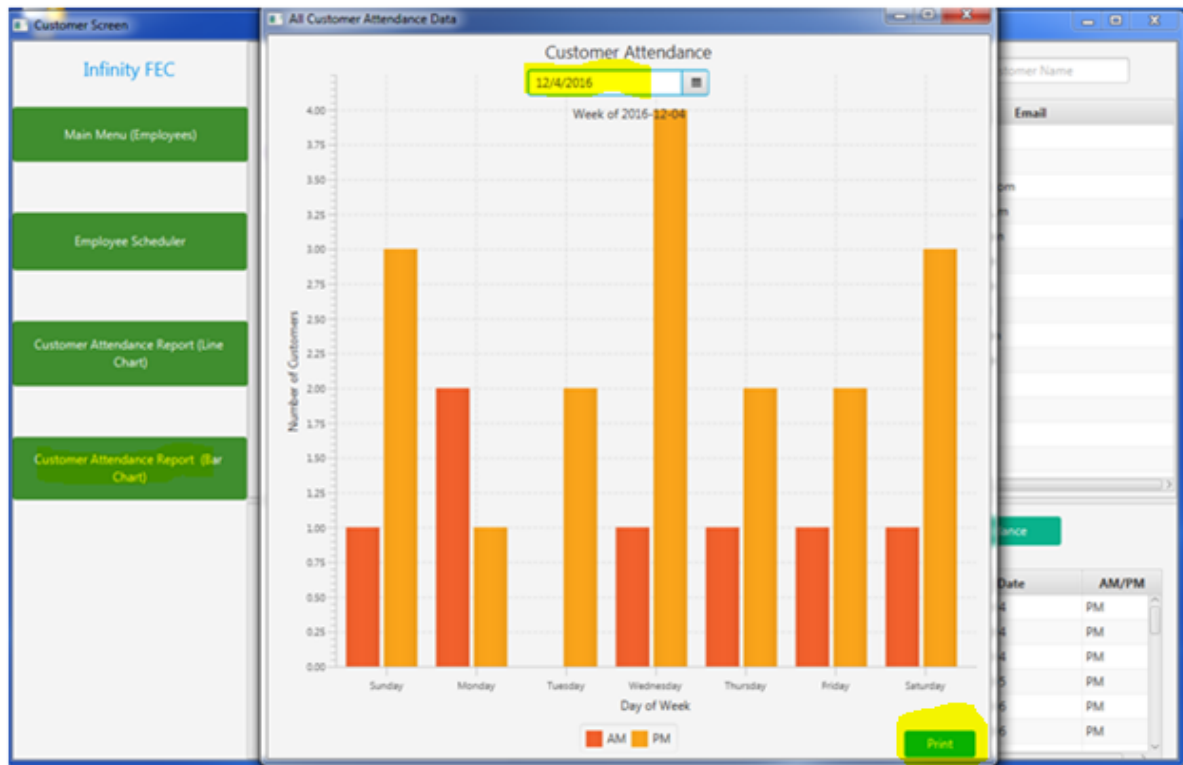 Customer Screen
Infinity FEC
Main Menu (Employees)
Employee Scheduler
Customer Attendance Report (Line
Chart)
Customer Attendance Report (Bar
Chart)
All Customer Attendance Data
Customer Attendance
12/4/2016
Week of 2016-12-04
Number of Customers
4.00
3.75
3.50
3.25
3.00
2.75
2.50
2.25
2.00
1.75
1.50
1.25
1.00
0.75
0.50
0.25
0.00
Sunday Monday Tuesday Wednesday Thursday Friday Saturday
Day of Week
AM PM
Print
Name
Email
Date AM/PM
PM
PM
PM
PM
PM
PM